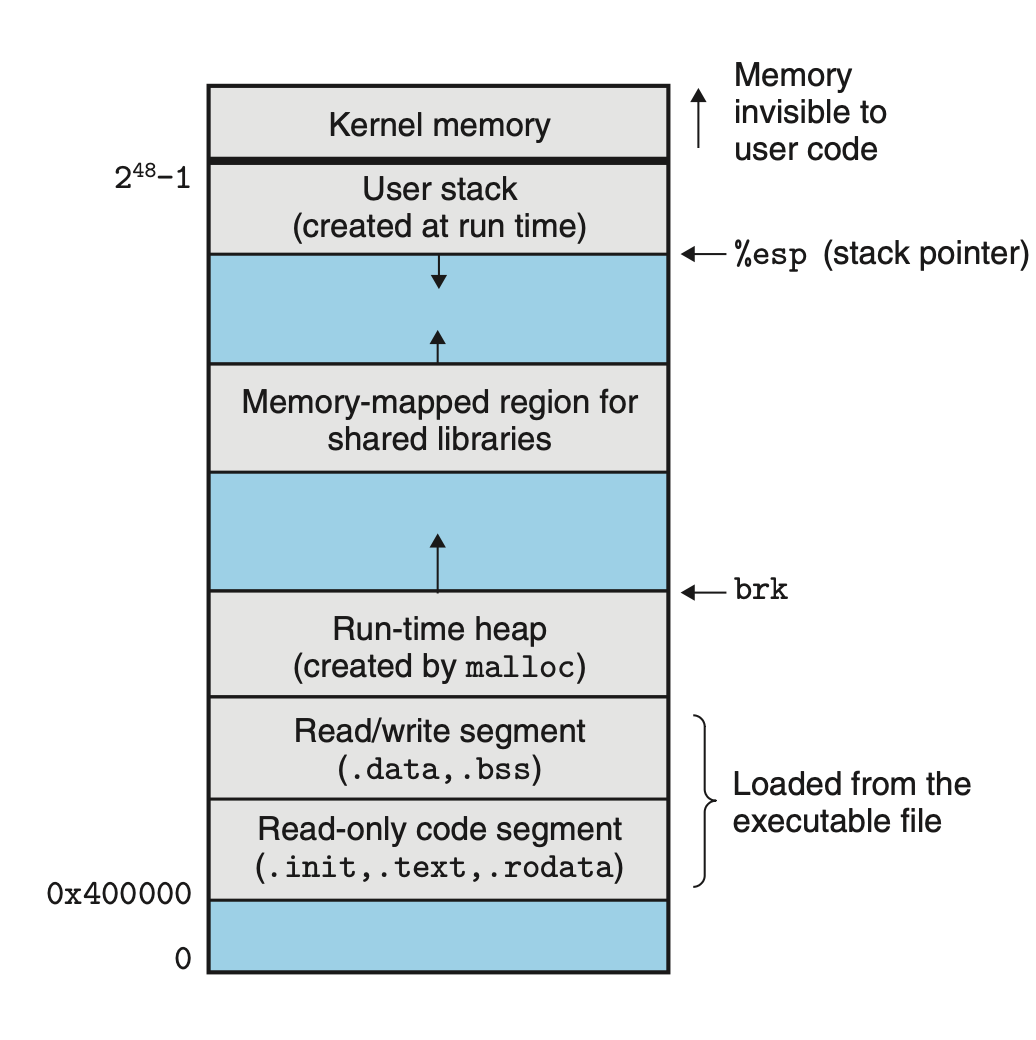 Memory
invisible to
user code
Kernel memory
2⁴⁸−1
User stack
(created at run time)
%esp (stack pointer)
Memory-mapped region for
shared libraries
brk
Run-time heap
(created by malloc)
Read/write segment
(.data,.bss)
Loaded from the
executable file
Read-only code segment
(.init,.text,.rodata)
0x400000
0